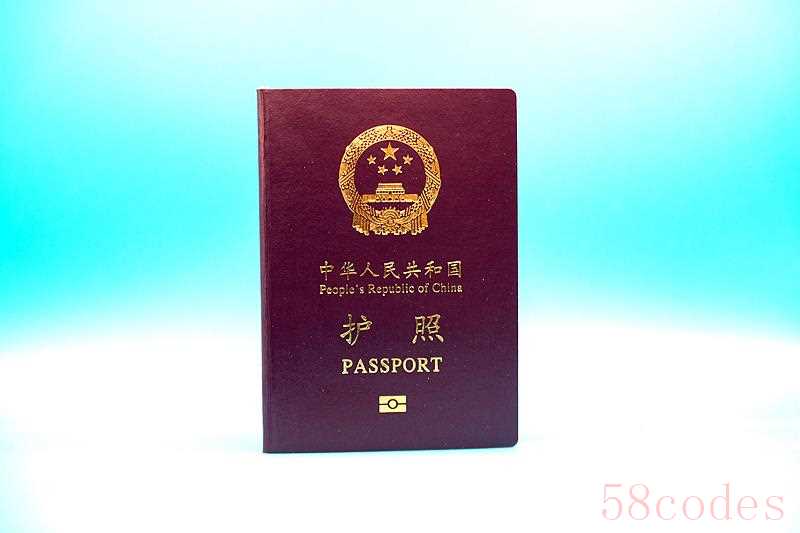 中华人民共和国
People's Republic of China
护 照
PASSPORT
58codes